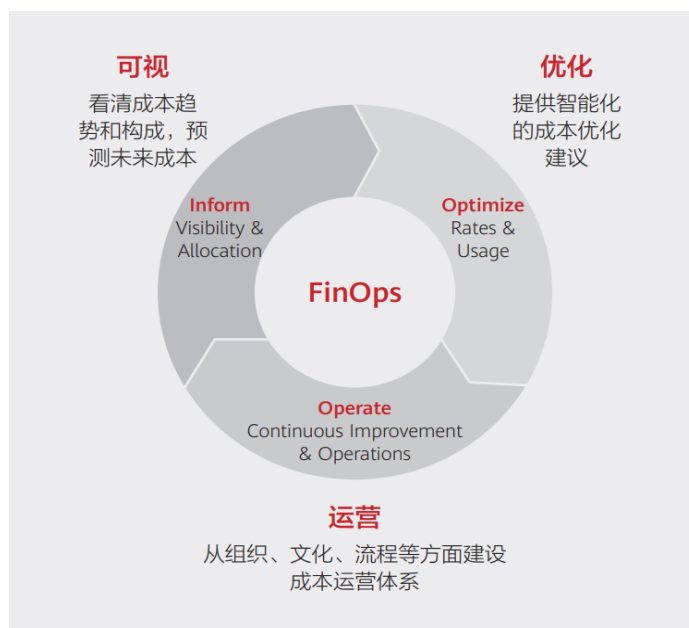 可视
看清成本趋
势和构成，预
测未来成本
优化
提供智能化
的成本优化
建议
Inform
Visibility &
Allocation
Optimize
Rates &
Usage
FinOps
Operate
Continuous Improvement
& Operations
运营
从组织、文化、流程等方面建设
成本运营体系